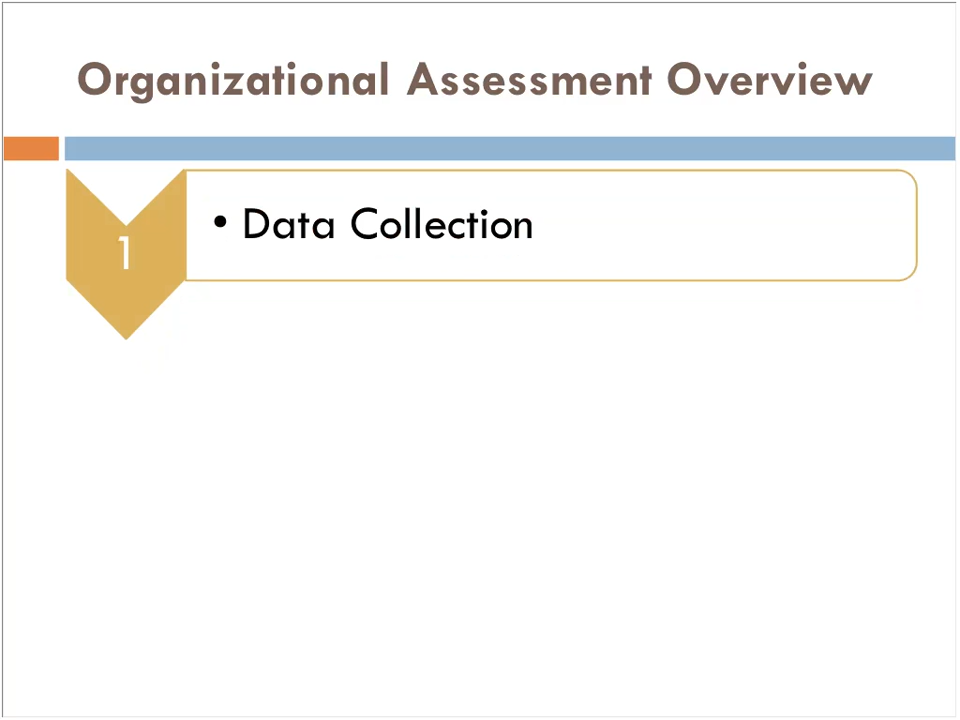 Organizational Assessment Overview
1
• Data Collection